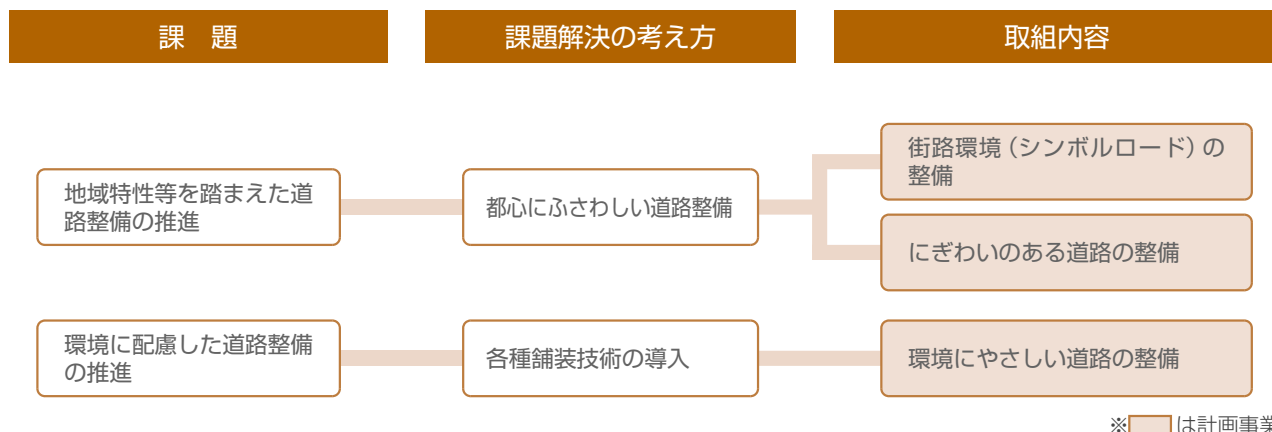 課　題
課題解決の考え方
取組内容
地域特性等を踏まえた道
路整備の推進
都心にふさわしい道路整備
街路環境（シンボルロード）の
整備
にぎわいのある道路の整備
環境に配慮した道路整備
の推進
各種舗装技術の導入
環境にやさしい道路の整備
※　は計画事業